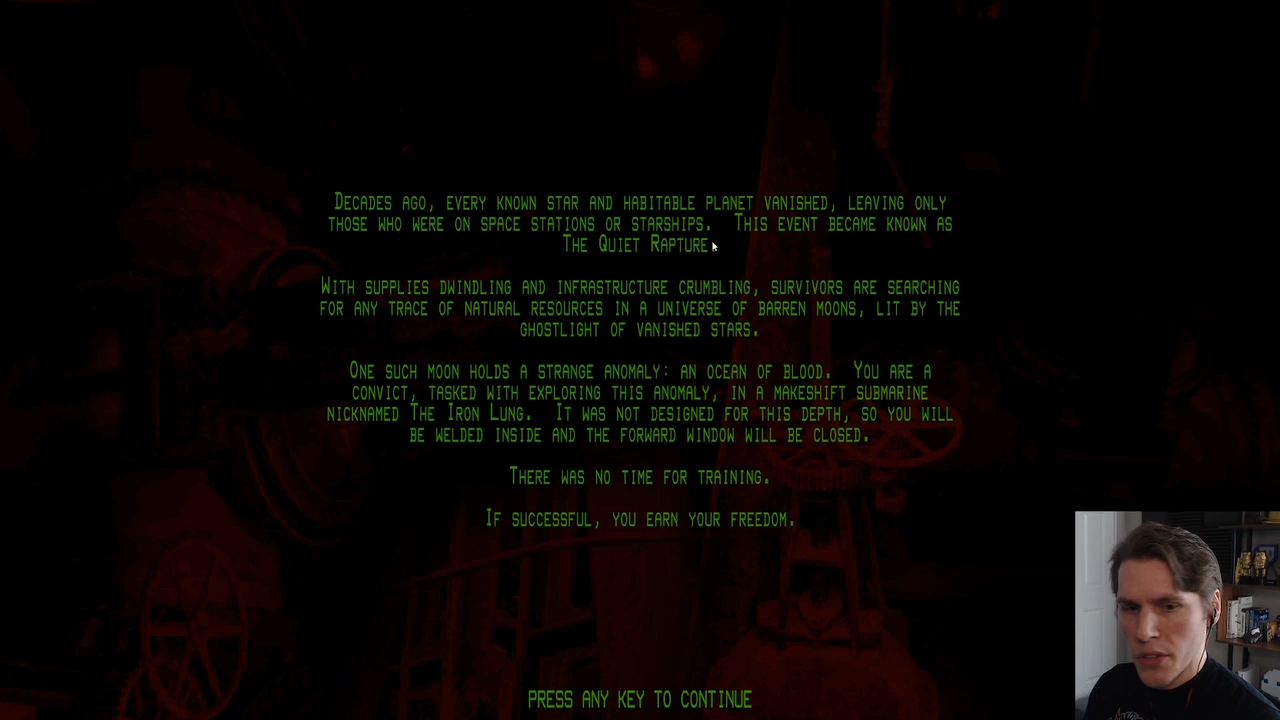 Decades ago, every known star and habitable planet vanished, leaving only
those who were on space stations or starships.  This event became known as
The Quiet Rapture.
With supplies dwindling and infrastructure crumbling, survivors are searching
for any trace of natural resources in a universe of barren moons, lit by the
ghostlight of vanished stars.
One such moon holds a strange anomaly: an ocean of blood.  You are a
convict, tasked with exploring this anomaly, in a makeshift submarine
nicknamed The Iron Lung.  It was not designed for this depth, so you will
be welded inside and the forward window will be closed.
There was no time for training.
If successful, you earn your freedom.
PRESS ANY KEY TO CONTINUE